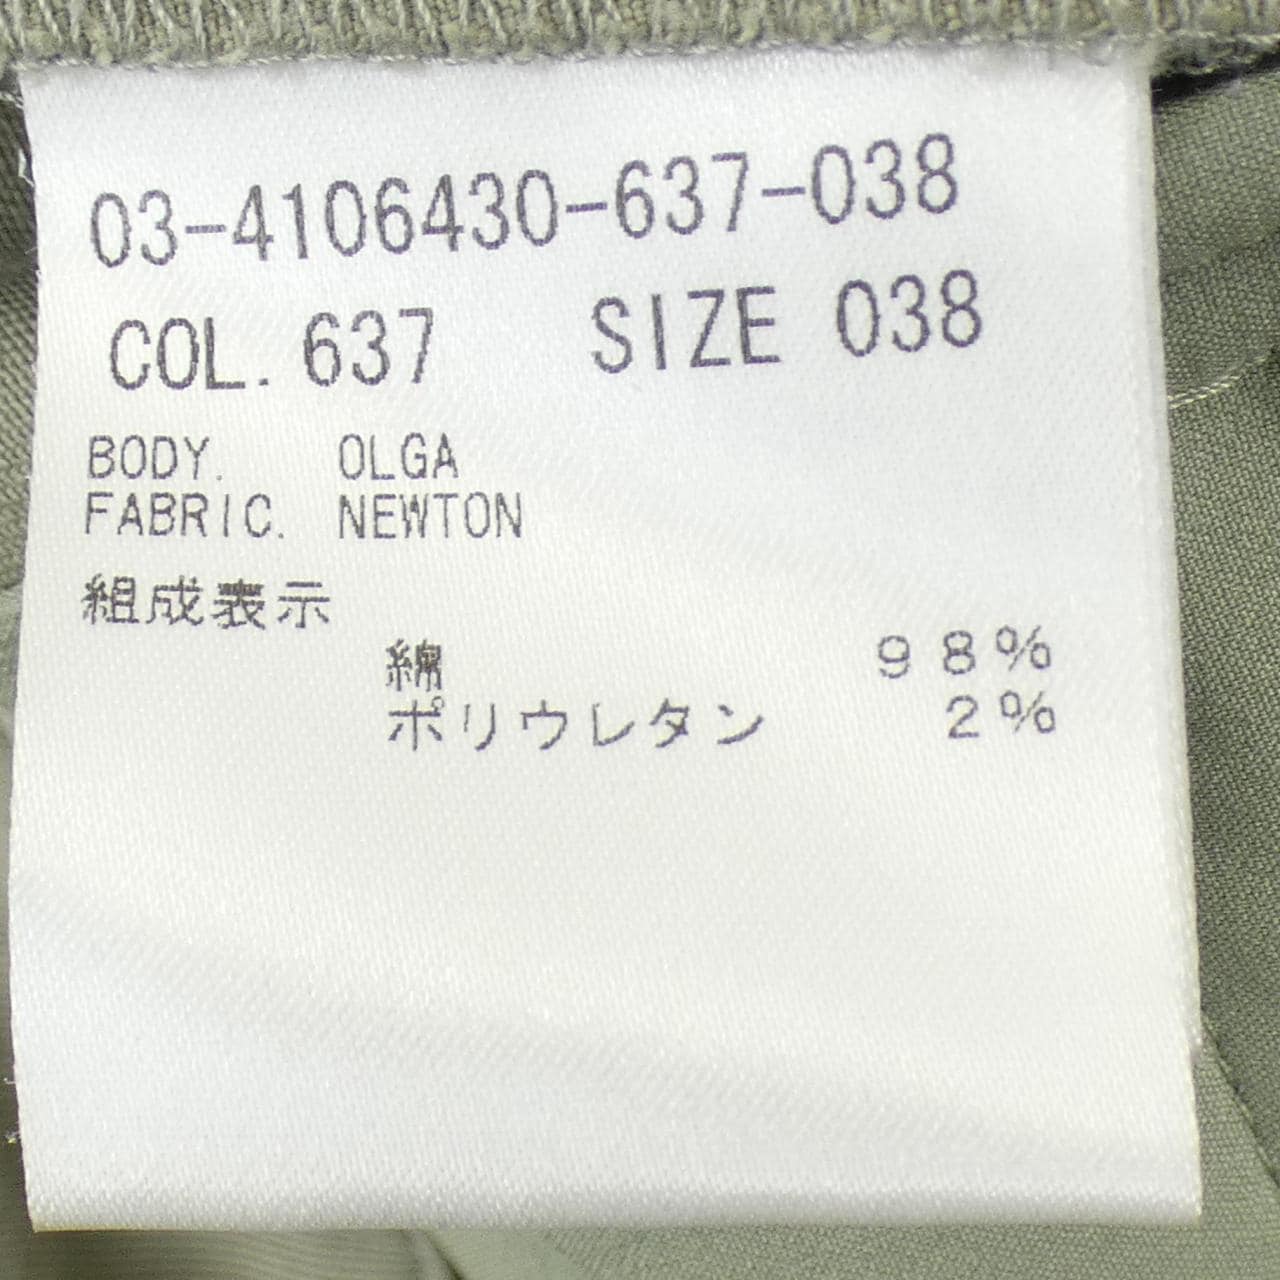 03-4106430-637-038
COL. 637 SIZE 038
BODY. OLGA
FABRIC. NEWTON
組成表示
綿 98%
ポリウレタン 2%